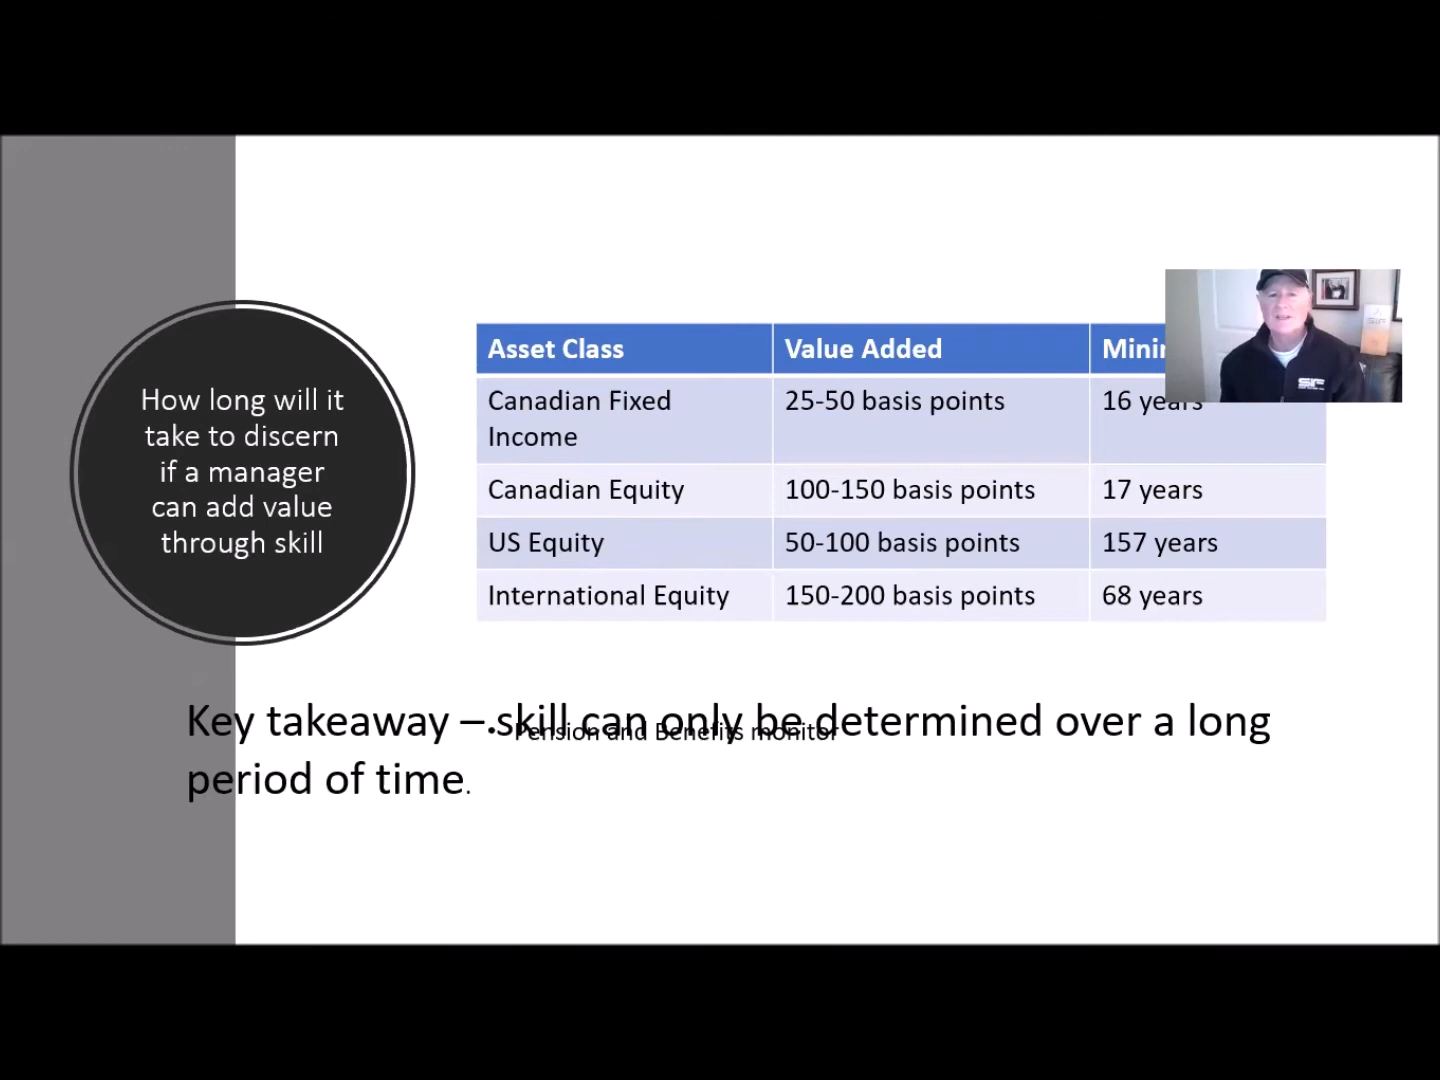 How long will it
take to discern
if a manager
can add value
through skill
Asset Class Value Added
Canadian Fixed
Income
25-50 basis points 16 years
Canadian Equity 100-150 basis points 17 years
US Equity 50-100 basis points 157 years
International Equity 150-200 basis points 68 years
Key takeaway – skill can only be determined over a long
period of time.
• Pension and Benefits monitor